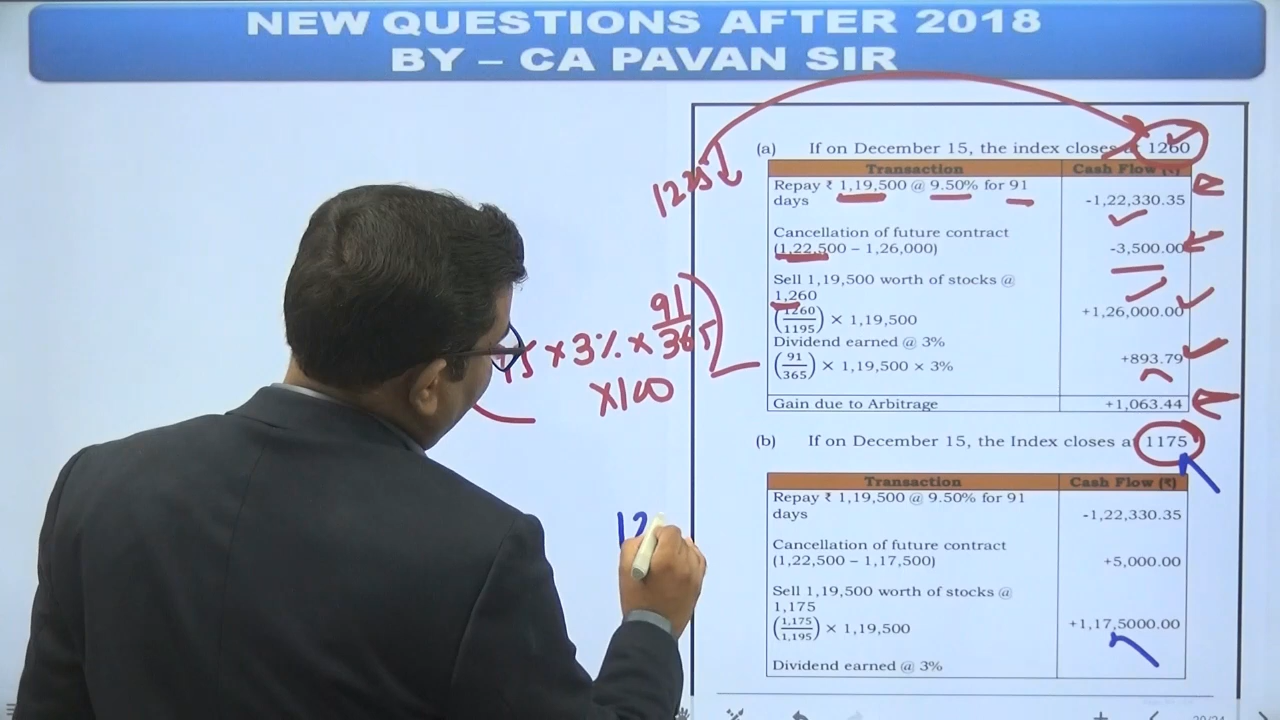 NEW QUESTIONS AFTER 2018
BY – CA PAVAN SIR
(a) If on December 15, the index closes at 1260
Transaction Cash Flow (₹)
Repay ₹ 1,19,500 @ 9.50% for 91 days -1,22,330.35
Cancellation of future contract
(1,22,500 – 1,26,000) -3,500.00
Sell 1,19,500 worth of stocks @
1,260
(1260/1195) × 1,19,500 +1,26,000.00
Dividend earned @ 3%
(91/365) × 1,19,500 × 3% +893.79
Gain due to Arbitrage +1,063.44
(b) If on December 15, the Index closes a 1175
Transaction Cash Flow (₹)
Repay ₹ 1,19,500 @ 9.50% for 91
days -1,22,330.35
Cancellation of future contract
(1,22,500 – 1,17,500) +5,000.00
Sell 1,19,500 worth of stocks @
1,175
(1,175/1,195) × 1,19,500 +1,17,5000.00
Dividend earned @ 3%
1225
95 × 3% × 91/365
×100
12